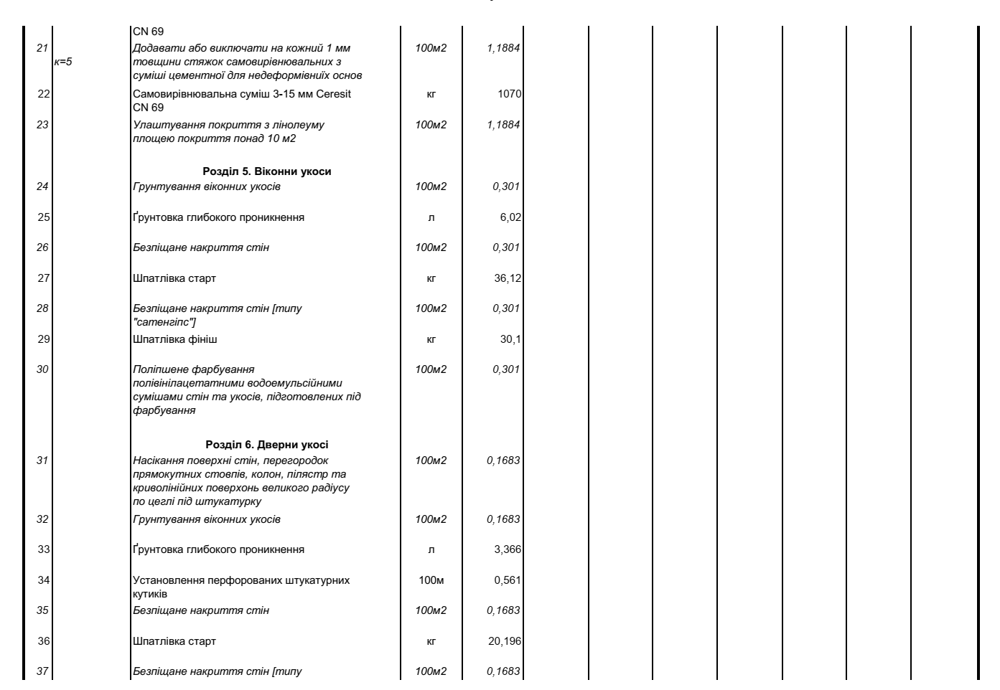 CN 69
21 Додавати або виключати на кожний 1 мм 100м2 1,1884
к=5 товщини стяжок самовирівнювальних з
суміші цементної для недеформівниїх основ
22 Самовирівнювальна суміш 3-15 мм Ceresit кг 1070
CN 69
23 Улаштування покриття з лінолеуму 100м2 1,1884
площею покриття понад 10 м2
Розділ 5. Віконни укоси
24 Грунтування віконних укосів 100м2 0,301
25 Ґрунтовка глибокого проникнення л 6,02
26 Безпіщане накриття стін 100м2 0,301
27 Шпатлівка старт кг 36,12
28 Безпіщане накриття стін [типу 100м2 0,301
"сатенгіпс"]
29 Шпатлівка фініш кг 30,1
30 Поліпшене фарбування 100м2 0,301
полівінілацетатними водоемульсійними
сумішами стін та укосів, підготовлених під
фарбування
Розділ 6. Дверни укосі
31 Насікання поверхні стін, перегородок 100м2 0,1683
прямокутних стовпів, колон, пілястр та
криволінійних поверхонь великого радіусу
по цеглі під штукатурку
32 Грунтування віконних укосів 100м2 0,1683
33 Ґрунтовка глибокого проникнення л 3,366
34 Установлення перфорованих штукатурних 100м 0,561
кутиків
35 Безпіщане накриття стін 100м2 0,1683
36 Шпатлівка старт кг 20,196
37 Безпіщане накриття стін [типу 100м2 0,1683